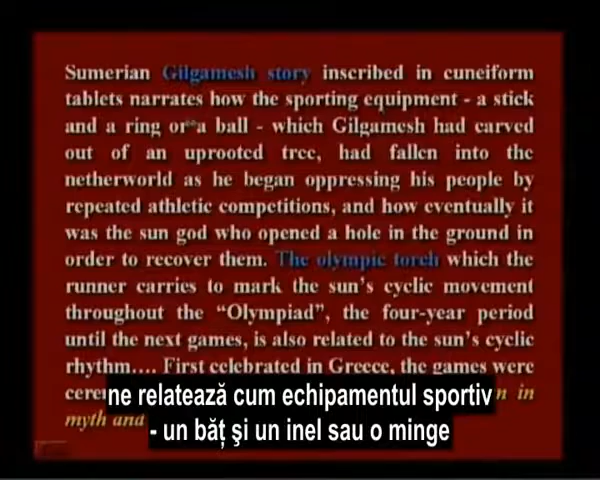 Sumerian Gilgamesh story inscribed in cuneiform
tablets narrates how the sporting equipment - a stick
and a ring or a ball - which Gilgamesh had carved
out of an uprooted tree, had fallen into the
netherworld as he began oppressing his people by
repeated athletic competitions, and how eventually it
was the sun god who opened a hole in the ground in
order to recover them. The olympic torch which the
runner carries to mark the sun's cyclic movement
throughout the “Olympiad”, the four-year period
until the next games, is also related to the sun's cyclic
rhythm.... First celebrated in Greece, the games were
in
myth and
ne relatează cum echipamentul sportiv
- un băţ şi un inel sau o minge